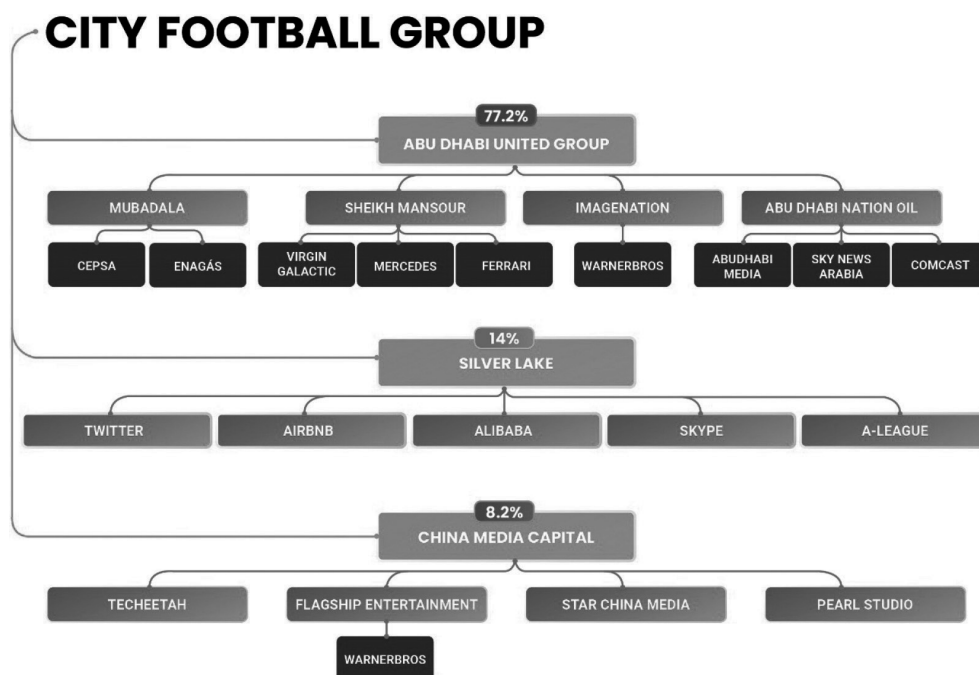 CITY FOOTBALL GROUP
77.2%
ABU DHABI UNITED GROUP
MUBADALA
SHEIKH MANSOUR
IMAGENATION
ABU DHABI NATION OIL
CEPSA
ENAGÁS
VIRGIN
GALACTIC
MERCEDES
FERRARI
WARNERBROS
ABUDHABI
MEDIA
SKY NEWS
ARABIA
COMCAST
14%
SILVER LAKE
TWITTER
AIRBNB
ALIBABA
SKYPE
A-LEAGUE
8.2%
CHINA MEDIA CAPITAL
TECHEETAH
FLAGSHIP ENTERTAINMENT
STAR CHINA MEDIA
PEARL STUDIO
WARNERBROS